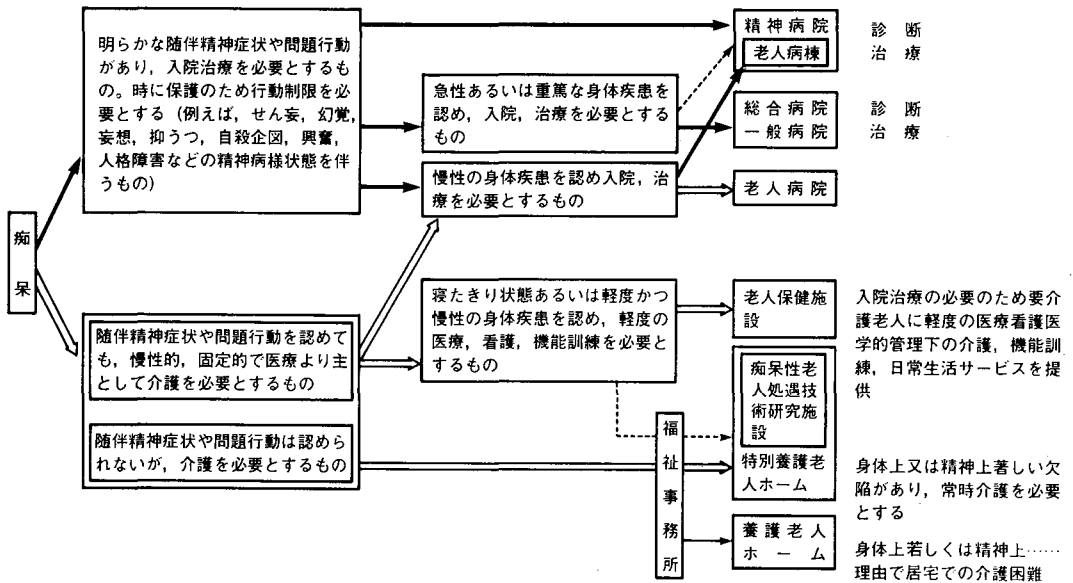 痴呆
明らかな随伴精神症状や問題行動
があり,入院治療を必要とするも
の。時に保護のため行動制限を必
要とする(例えば,せん妄,幻覚,
妄想,抑うつ,自殺企図,興奮,
人格障害などの精神病様状態を伴
うもの)
随伴精神症状や問題行動を認めて
も,慢性的,固定的で医療より主
として介護を必要とするもの
随伴精神症状や問題行動は認めら
れないが,介護を必要とするもの
急性あるいは重篤な身体疾患を
認め,入院,治療を必要とする
もの
慢性の身体疾患を認め入院,治
療を必要とするもの
寝たきり状態あるいは軽度かつ
慢性の身体疾患を認め,軽度の
医療,看護,機能訓練を必要と
するもの
福祉事務所
精神病院
老人病棟
診断
治療
総合病院
一般病院
診断
治療
老人病院
老人保健施
設
入院治療の必要のため要介
護老人に軽度の医療看護医
学的管理下の介護,機能訓
練,日常生活サービスを提
供
痴呆性老
人処遇技
術研究施
設
特別養護老
人ホーム
身体上又は精神上著しい欠
陥があり,常時介護を必要
とする
養護老人
ホーム
身体上若しくは精神上……
理由で居宅での介護困難